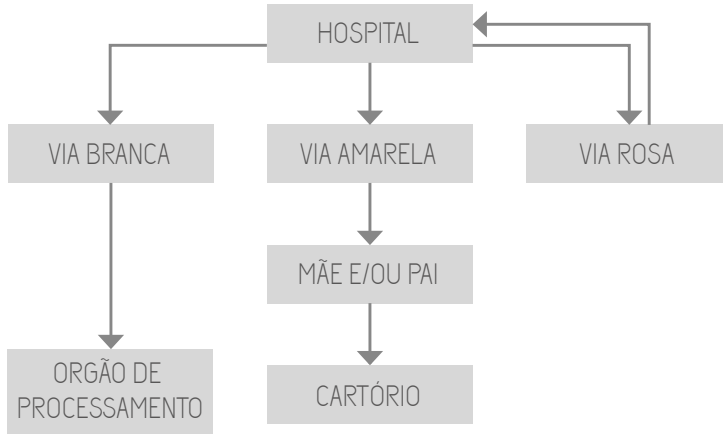 HOSPITAL
VIA BRANCA
VIA AMARELA
VIA ROSA
MÃE E/OU PAI
ORGÃO DE
PROCESSAMENTO
CARTÓRIO